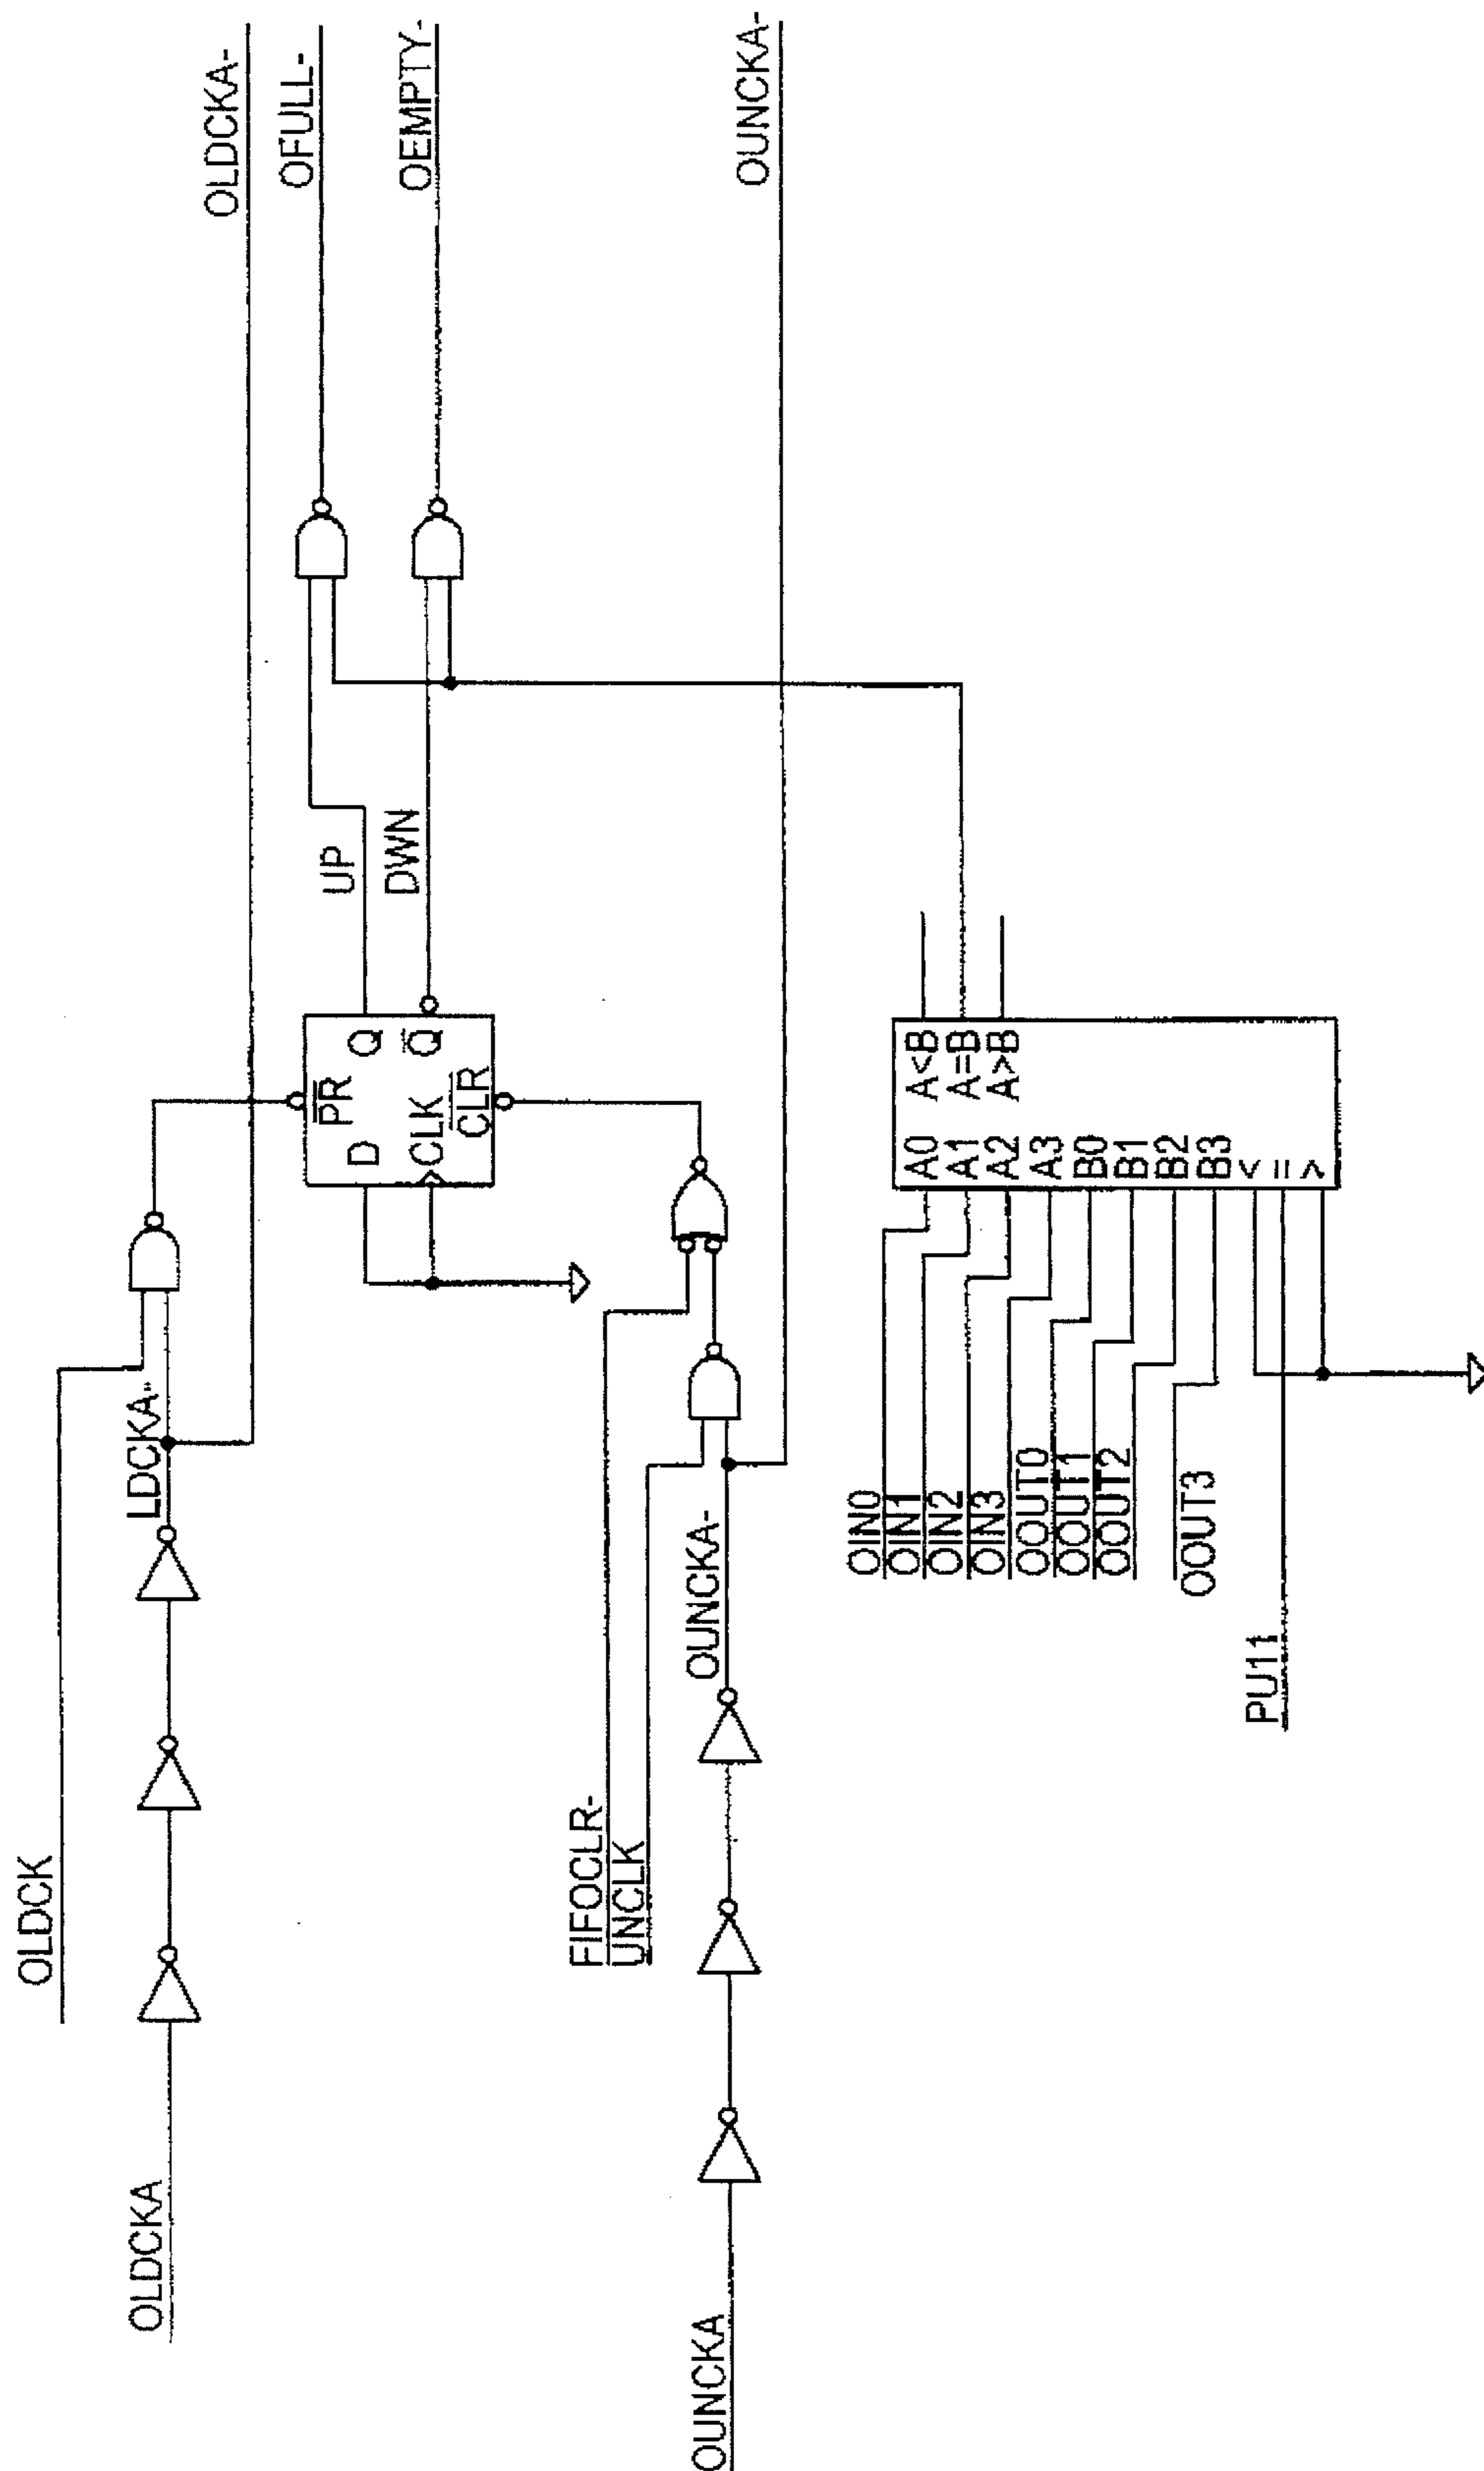 OLDCKA-
OFULL-
OEMPTY-
OUNCKA-
OLDCK
OLDCKA
LDCKA-
UP
DWN
PR
D
Q
CLK
Q
CLR
FIFOCLR-
UNCLK
OUNCKA
OUNCKA-
OIN0
OIN1
OIN2
OIN3
OOUT0
OOUT1
OOUT2
OOUT3
PU11
A0
A1
A2
A3
B0
B1
B2
B3
<
=
>
A<B
A=B
A>B